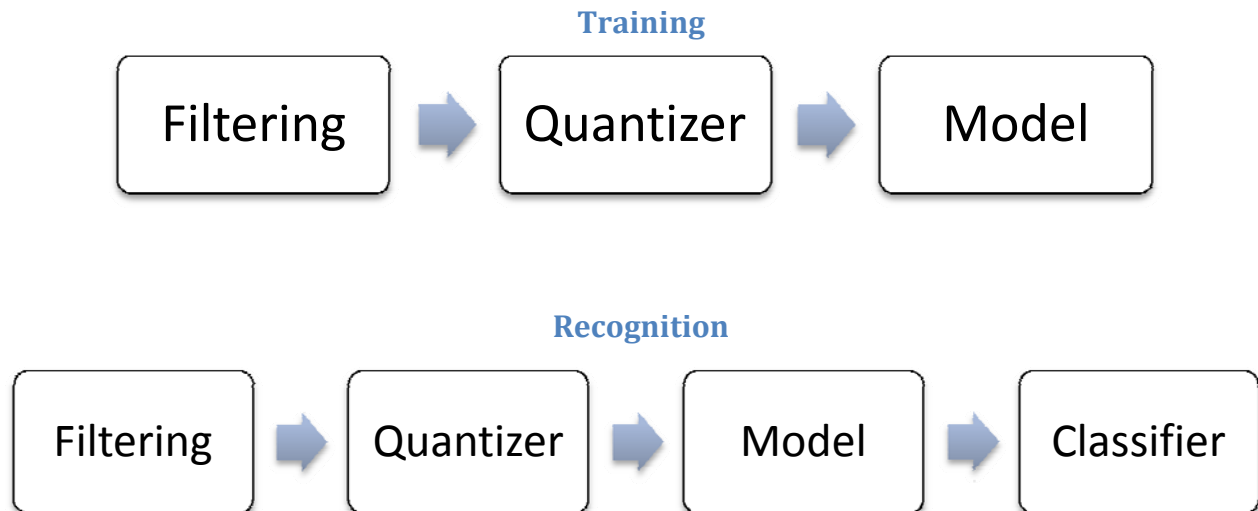 Training
Filtering Quantizer Model
Recognition
Filtering Quantizer Model Classifier